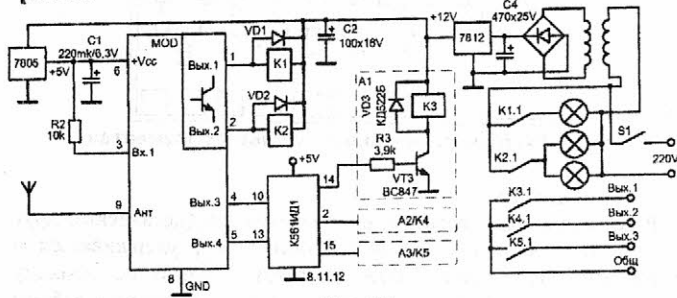 C1
220mk/6,3V
7805
+5V
R2
10k
6
+Vcc
MOD
Вых.1
Вых.2
3
Вх.1
9
Ант
Вых.3
Вых.4
8
GND
1
2
4
5
VD1
K1
VD2
K2
C2
100x16V
+12V
7812
C4
470x25V
A1
VD3
КД522Б
K3
R3
3,9k
VT3
BC847
+5V
14
10
13
К561ИД1
2
15
8,11,12
A2/K4
A3/K5
K1.1
K2.1
S1
220V
K3.1
K4.1
K5.1
Вых.1
Вых.2
Вых.3
Общ